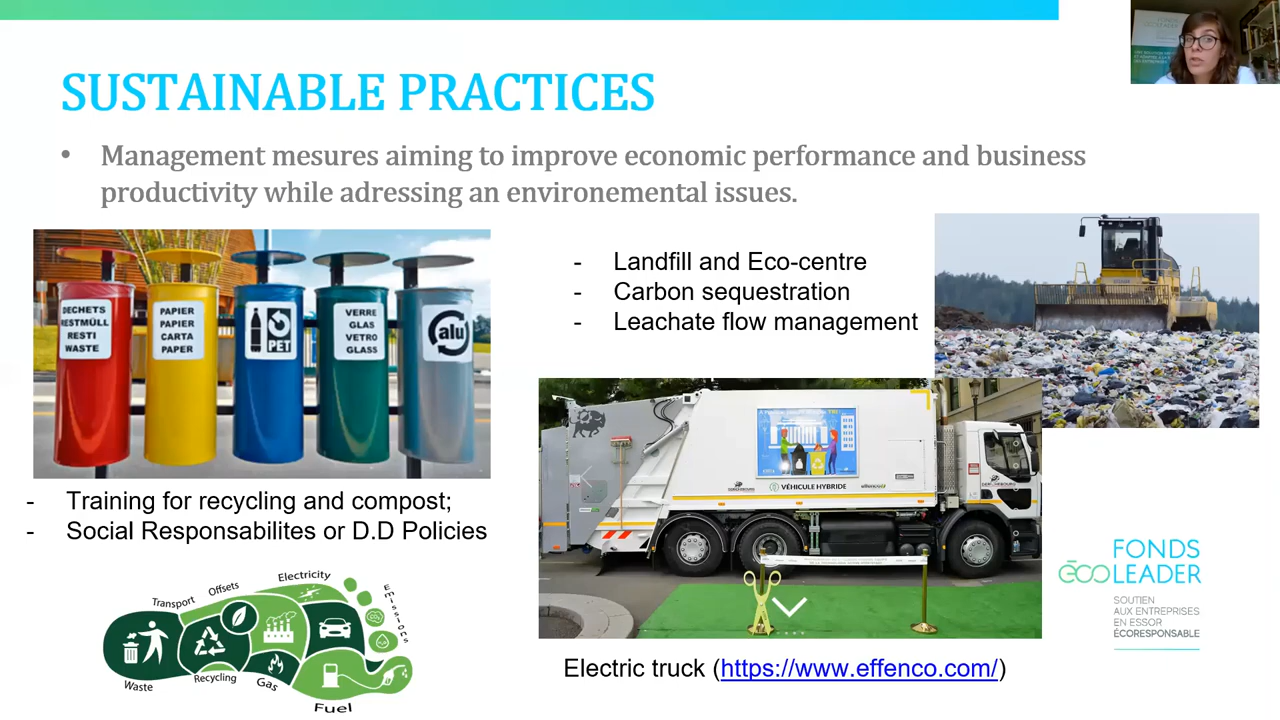 SUSTAINABLE PRACTICES
• Management mesures aiming to improve economic performance and business
productivity while adressing an environemental issues.
DECHETS
RESTMÜLL
RESTI
WASTE
PAPIER
PAPIER
CARTA
PAPER
PET
VERRE
GLAS
VETRO
GLASS
alu
- Landfill and Eco-centre
- Carbon sequestration
- Leachate flow management
- Training for recycling and compost;
- Social Responsabilites or D.D Policies
VÉHICULE HYBRIDE
effenco
Electricity
Offsets
Transport
Emissions
Waste
Recycling
Gas
Fuel
Electric truck (https://www.effenco.com/)
FONDS
écoLEADER
SOUTIEN
AUX ENTREPRISES
EN ESSOR
ÉCORESPONSABLE